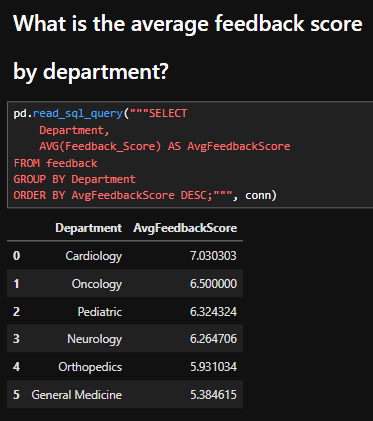 What is the average feedback score
by department?
pd.read_sql_query("""SELECT
    Department,
    AVG(Feedback_Score) AS AvgFeedbackScore
FROM feedback
GROUP BY Department
ORDER BY AvgFeedbackScore DESC;""", conn)
Department AvgFeedbackScore
0 Cardiology 7.030303
1 Oncology 6.500000
2 Pediatric 6.324324
3 Neurology 6.264706
4 Orthopedics 5.931034
5 General Medicine 5.384615